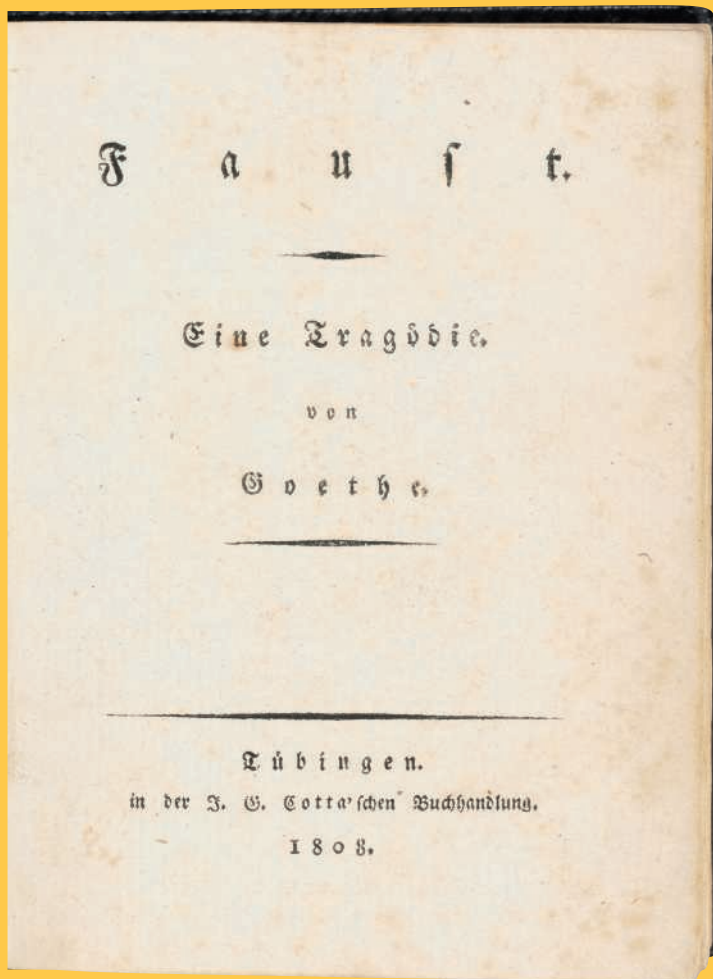 Fauſt.
Eine Tragödie.
von
Goethe.
Tübingen.
in der J. G. Cotta'ſchen Buchhandlung.
1808.